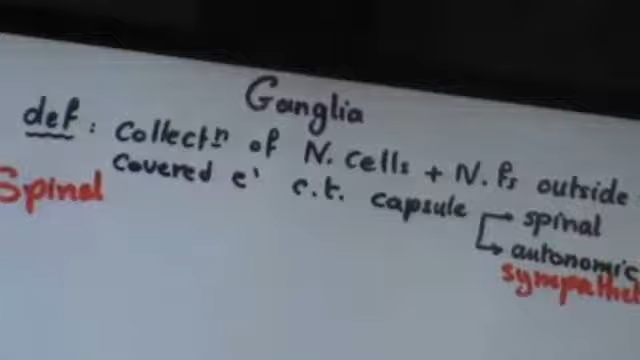 Ganglia
def: Collectn of N. cells + N. fs outside
covered e' c.t. capsule → spinal
→ autonomic
Spinal
sympathet